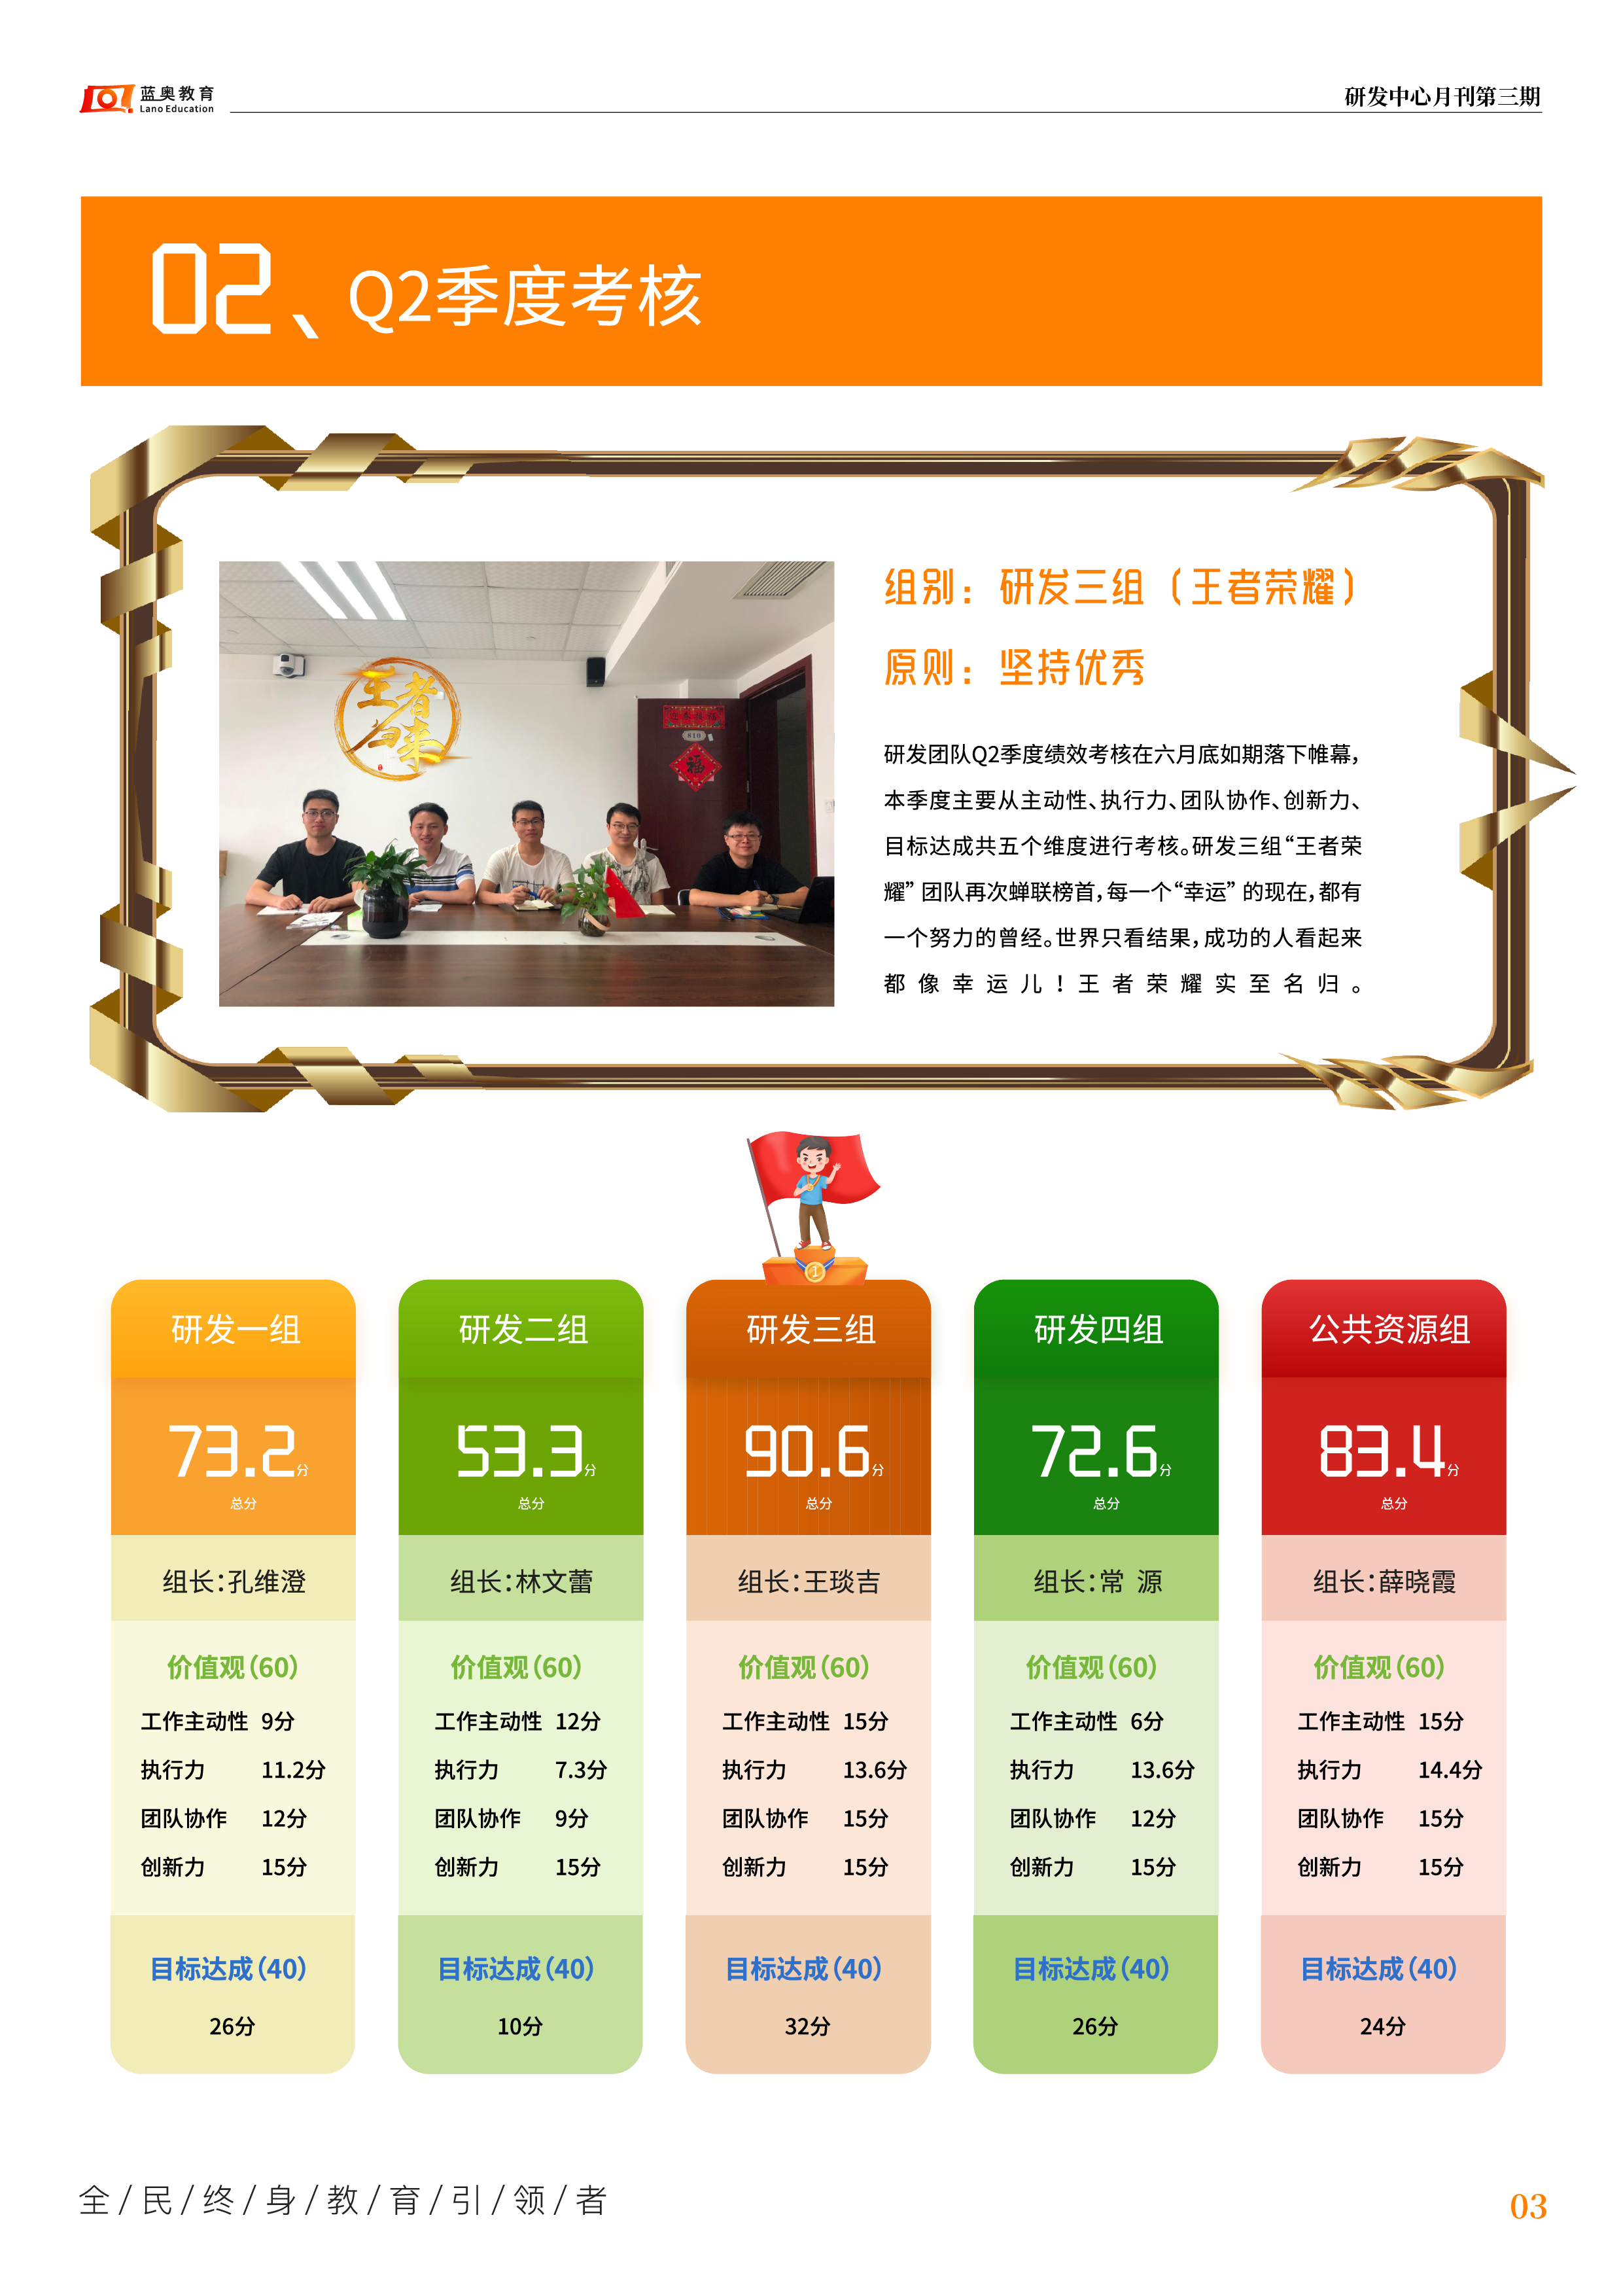 蓝奥教育
Lano Education
研发中心月刊第三期
02、Q2季度考核
王者
归来
810
福
组别：研发三组（王者荣耀）
原则：坚持优秀
研发团队Q2季度绩效考核在六月底如期落下帷幕，
本季度主要从主动性、执行力、团队协作、创新力、
目标达成共五个维度进行考核。研发三组“王者荣
耀”团队再次蝉联榜首，每一个“幸运”的现在，都有
一个努力的曾经。世界只看结果，成功的人看起来
都像幸运儿！王者荣耀实至名归。
1
研发一组
73.2分
总分
组长：孔维澄
价值观（60）
工作主动性 9分
执行力 11.2分
团队协作 12分
创新力 15分
目标达成（40）
26分
研发二组
53.3分
总分
组长：林文蕾
价值观（60）
工作主动性 12分
执行力 7.3分
团队协作 9分
创新力 15分
目标达成（40）
10分
研发三组
90.6分
总分
组长：王琰吉
价值观（60）
工作主动性 15分
执行力 13.6分
团队协作 15分
创新力 15分
目标达成（40）
32分
研发四组
72.6分
总分
组长：常 源
价值观（60）
工作主动性 6分
执行力 13.6分
团队协作 12分
创新力 15分
目标达成（40）
26分
公共资源组
83.4分
总分
组长：薛晓霞
价值观（60）
工作主动性 15分
执行力 14.4分
团队协作 15分
创新力 15分
目标达成（40）
24分
全/民/终/身/教/育/引/领/者
03